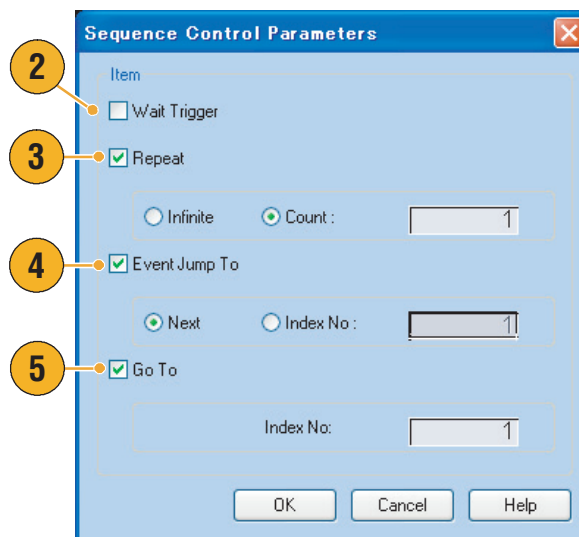 Sequence Control Parameters
Item
2
Wait Trigger
3
Repeat
Infinite Count : 1
4
Event Jump To
Next Index No : 1
5
Go To
Index No: 1
OK Cancel Help